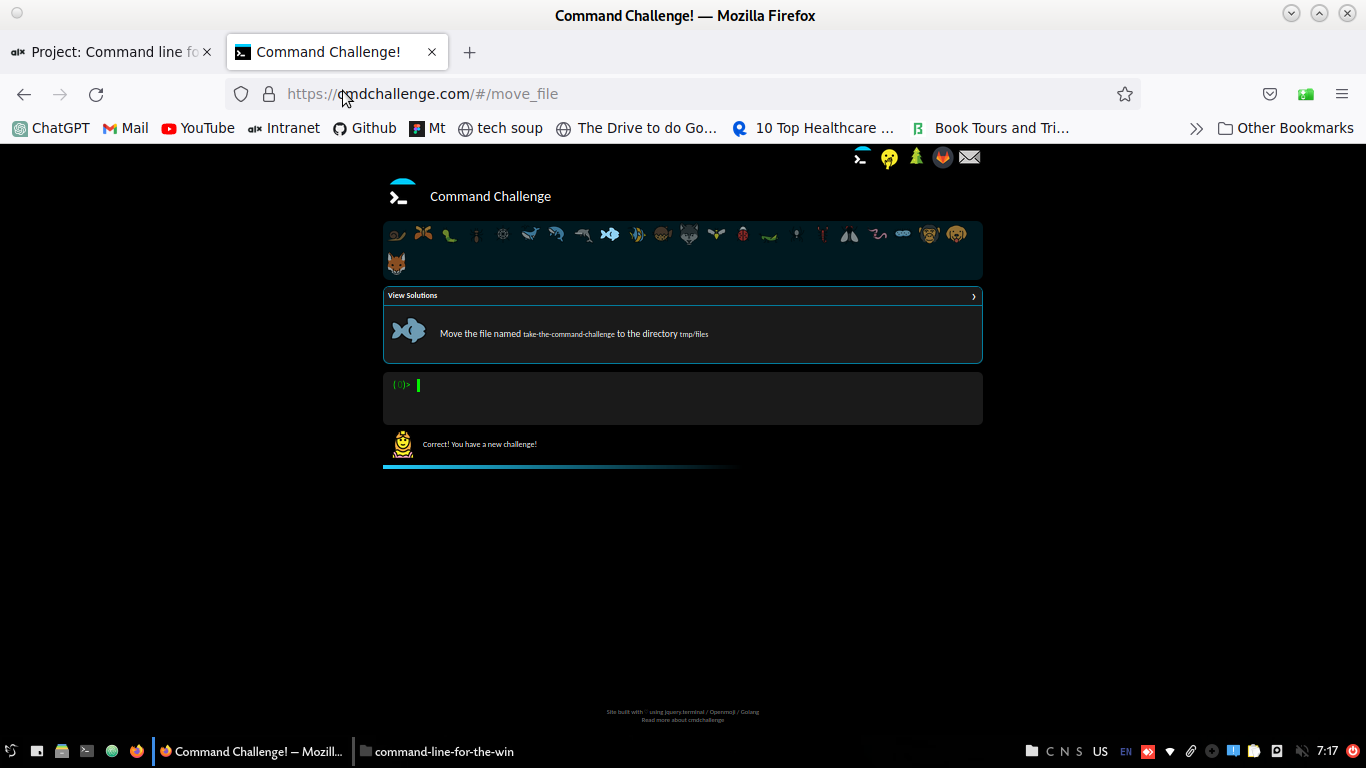 Command Challenge! — Mozilla Firefox
alx Project: Command line fo
Command Challenge!
https://cmdchallenge.com/#/move_file
ChatGPT Mail YouTube alx Intranet Github Mt tech soup The Drive to do Go… 10 Top Healthcare … Book Tours and Tri… Other Bookmarks
Command Challenge
View Solutions
Move the file named take-the-command-challenge to the directory tmp/files
Correct! You have a new challenge!
Site built with using jquery.terminal / Openmoji / Golang
Read more about cmdchallenge
Command Challenge! — Mozill... command-line-for-the-win C N S US EN 7:17